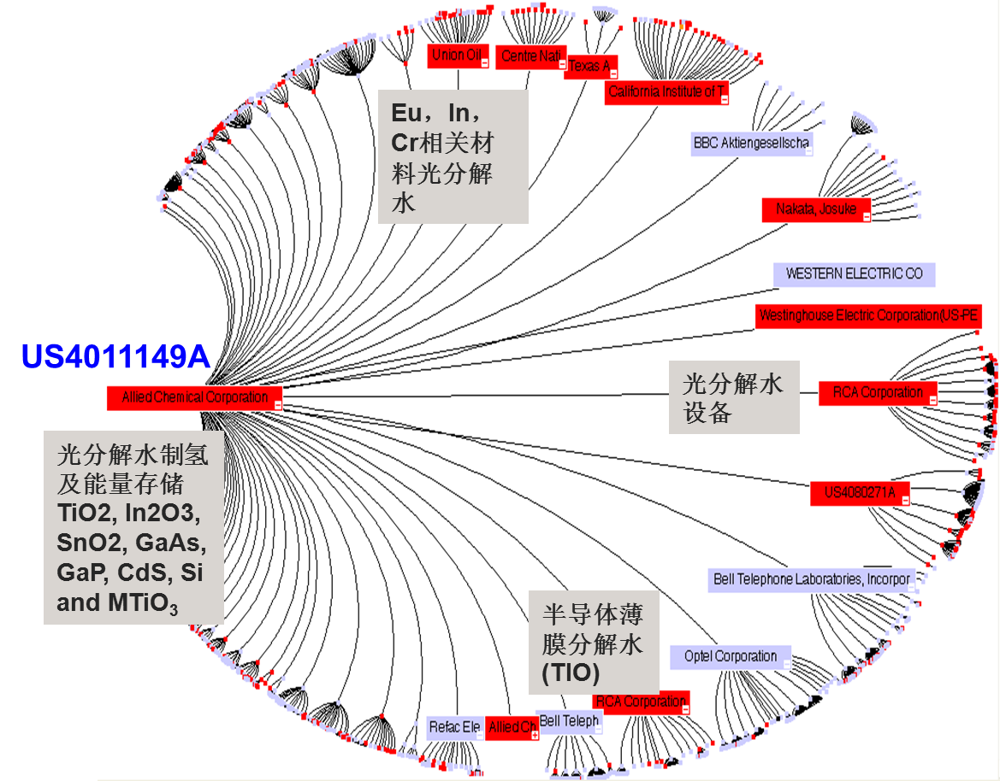 Union Oil
Centre Nati
Texas A
California Institute of T
Eu，In，
Cr相关材
料光分解
水
BBC Aktiengesellscha
Nakata, Josuke
WESTERN ELECTRIC CO
Westinghouse Electric Corporation(US-PE
US4011149A
Allied Chemical Corporation
光分解水
设备
RCA Corporation
光分解水制氢
及能量存储
TiO2, In2O3,
SnO2, GaAs,
GaP, CdS, Si
and MTiO3
US4080271A
Bell Telephone Laboratories, Incorpor
半导体薄
膜分解水
(TIO)
Optel Corporation
RCA Corporation
Refac Ele
Allied Ch
Bell Teleph